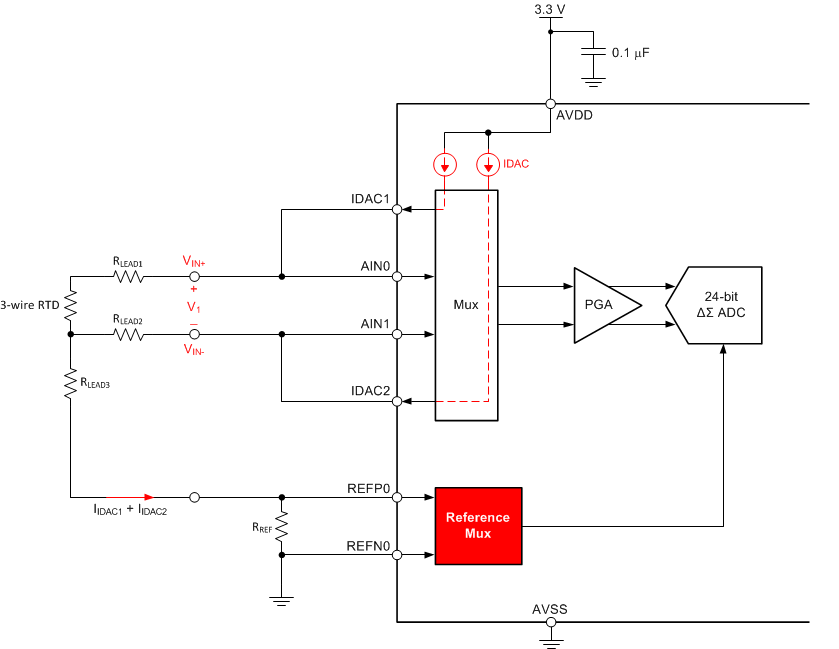 3.3 V
0.1 µF
AVDD
IDAC
IDAC1
RLEAD1
VIN+
AIN0
+
3-wire RTD
V1
Mux
PGA
24-bit
ΔΣ ADC
RLEAD2
–
AIN1
VIN-
RLEAD3
IDAC2
REFP0
IIDAC1 + IIDAC2
RREF
Reference
Mux
REFN0
AVSS